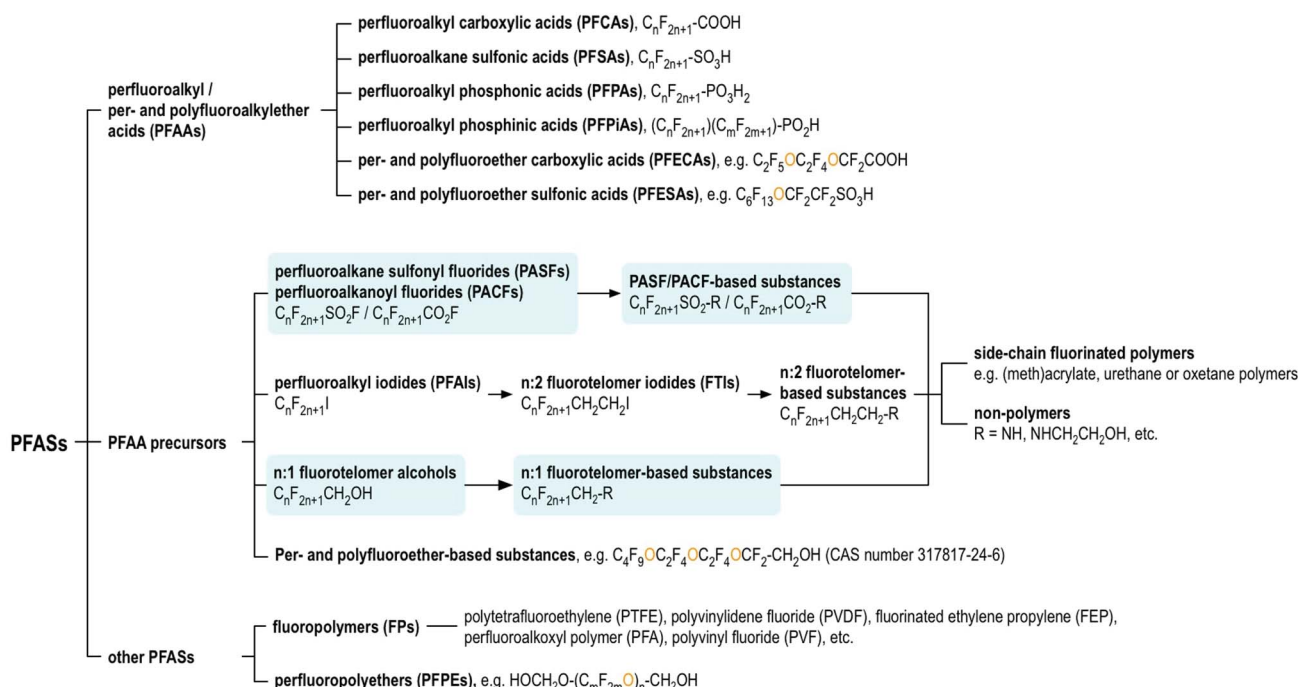 perfluoroalkyl carboxylic acids (PFCAs), CnF2n+1-COOH
perfluoroalkane sulfonic acids (PFSAs), CnF2n+1-SO3H
perfluoroalkyl /
per- and polyfluoroalkylether
acids (PFAAs)
perfluoroalkyl phosphonic acids (PFPAs), CnF2n+1-PO3H2
perfluoroalkyl phosphinic acids (PFPiAs), (CnF2n+1)(CmF2m+1)-PO2H
per- and polyfluoroether carboxylic acids (PFECAs), e.g. C2F5OC2F4OCF2COOH
per- and polyfluoroether sulfonic acids (PFESAs), e.g. C6F13OCF2CF2SO3H
perfluoroalkane sulfonyl fluorides (PASFs)
perfluoroalkanoyl fluorides (PACFs)
CnF2n+1SO2F / CnF2n+1CO2F
PASF/PACF-based substances
CnF2n+1SO2-R / CnF2n+1CO2-R
perfluoroalkyl iodides (PFAIs)
CnF2n+1I
n:2 fluorotelomer iodides (FTIs)
CnF2n+1CH2CH2I
n:2 fluorotelomer-
based substances
CnF2n+1CH2CH2-R
side-chain fluorinated polymers
e.g. (meth)acrylate, urethane or oxetane polymers
non-polymers
R = NH, NHCH2CH2OH, etc.
PFASs
PFAA precursors
n:1 fluorotelomer alcohols
CnF2n+1CH2OH
n:1 fluorotelomer-based substances
CnF2n+1CH2-R
Per- and polyfluoroether-based substances, e.g. C4F9OC2F4OC2F4OCF2-CH2OH (CAS number 317817-24-6)
other PFASs
fluoropolymers (FPs)
polytetrafluoroethylene (PTFE), polyvinylidene fluoride (PVDF), fluorinated ethylene propylene (FEP),
perfluoroalkoxyl polymer (PFA), polyvinyl fluoride (PVF), etc.
perfluoropolyethers (PFPEs), e.g. HOCH2O-(CmF2mO)n-CH2OH